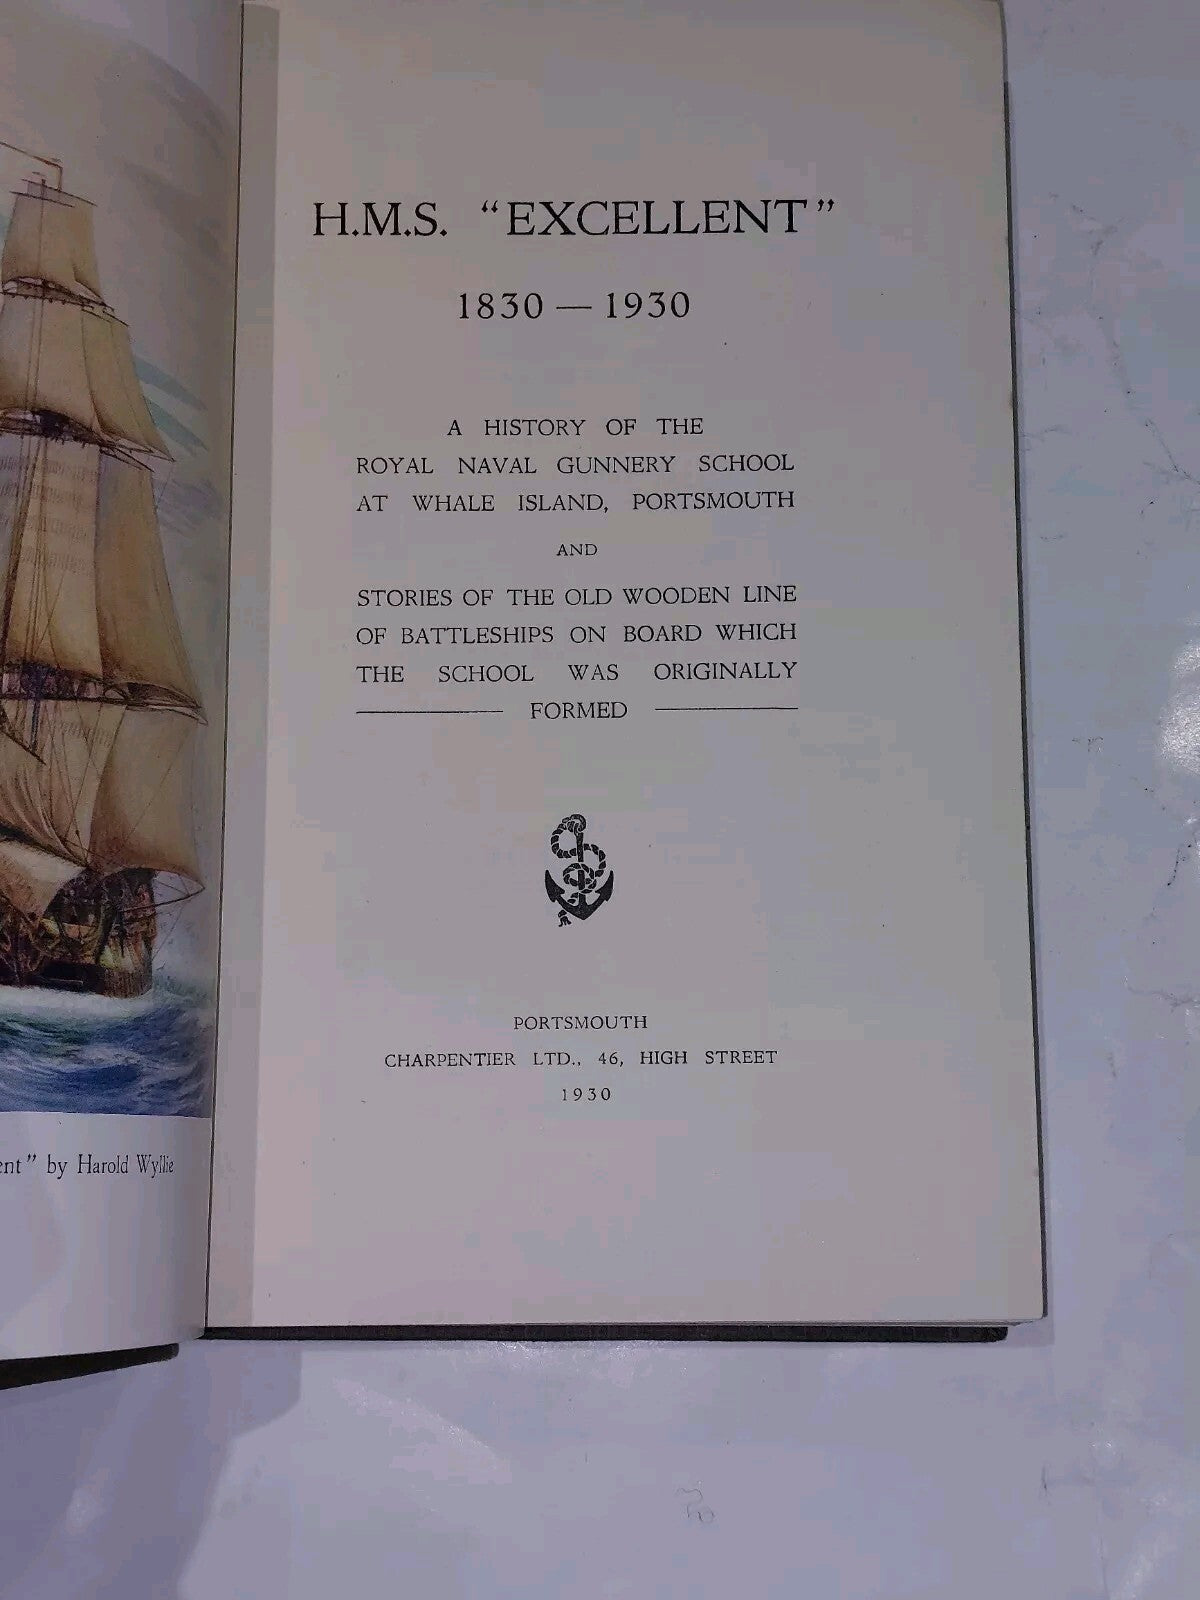 H.M.S. “EXCELLENT”
1830 — 1930
A HISTORY OF THE
ROYAL NAVAL GUNNERY SCHOOL
AT WHALE ISLAND, PORTSMOUTH
AND
STORIES OF THE OLD WOODEN LINE
OF BATTLESHIPS ON BOARD WHICH
THE SCHOOL WAS ORIGINALLY
FORMED
PORTSMOUTH
CHARPENTIER LTD., 46, HIGH STREET
1930
ent” by Harold Wyllie